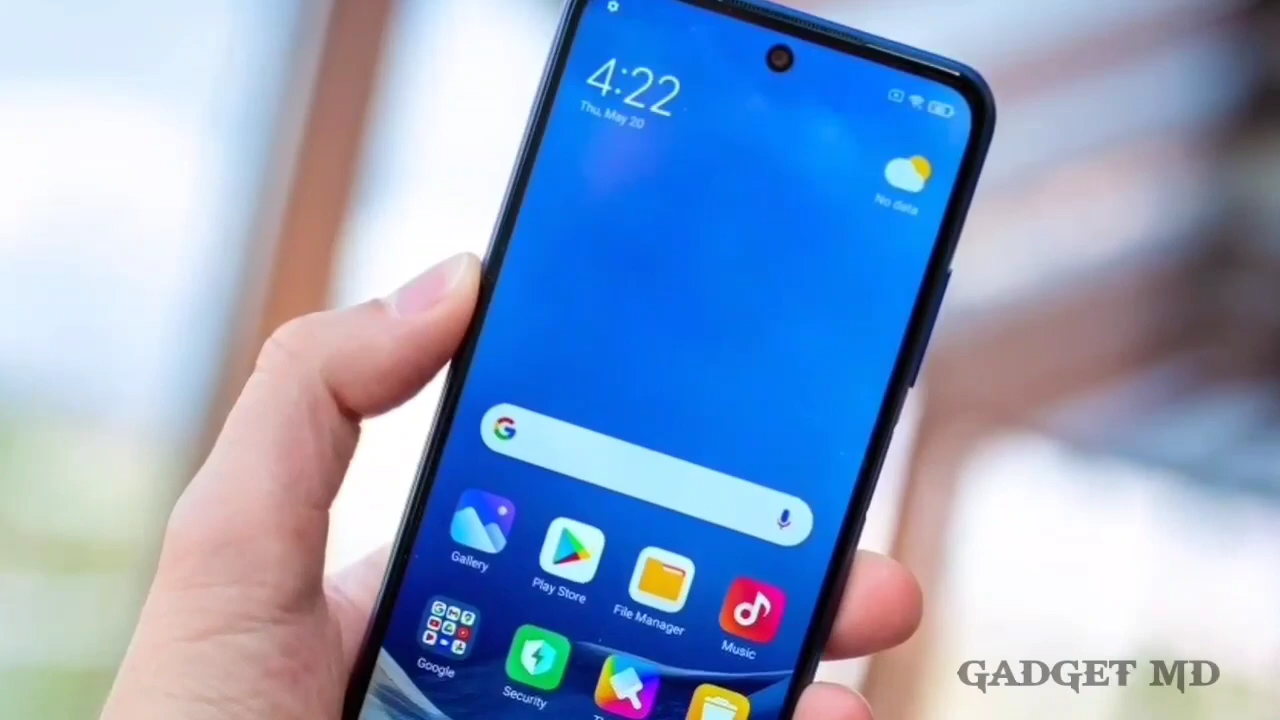 4:22
Thu, May 20
No data
Gallery
Play Store
File Manager
Music
Google
Security
GADGET MD